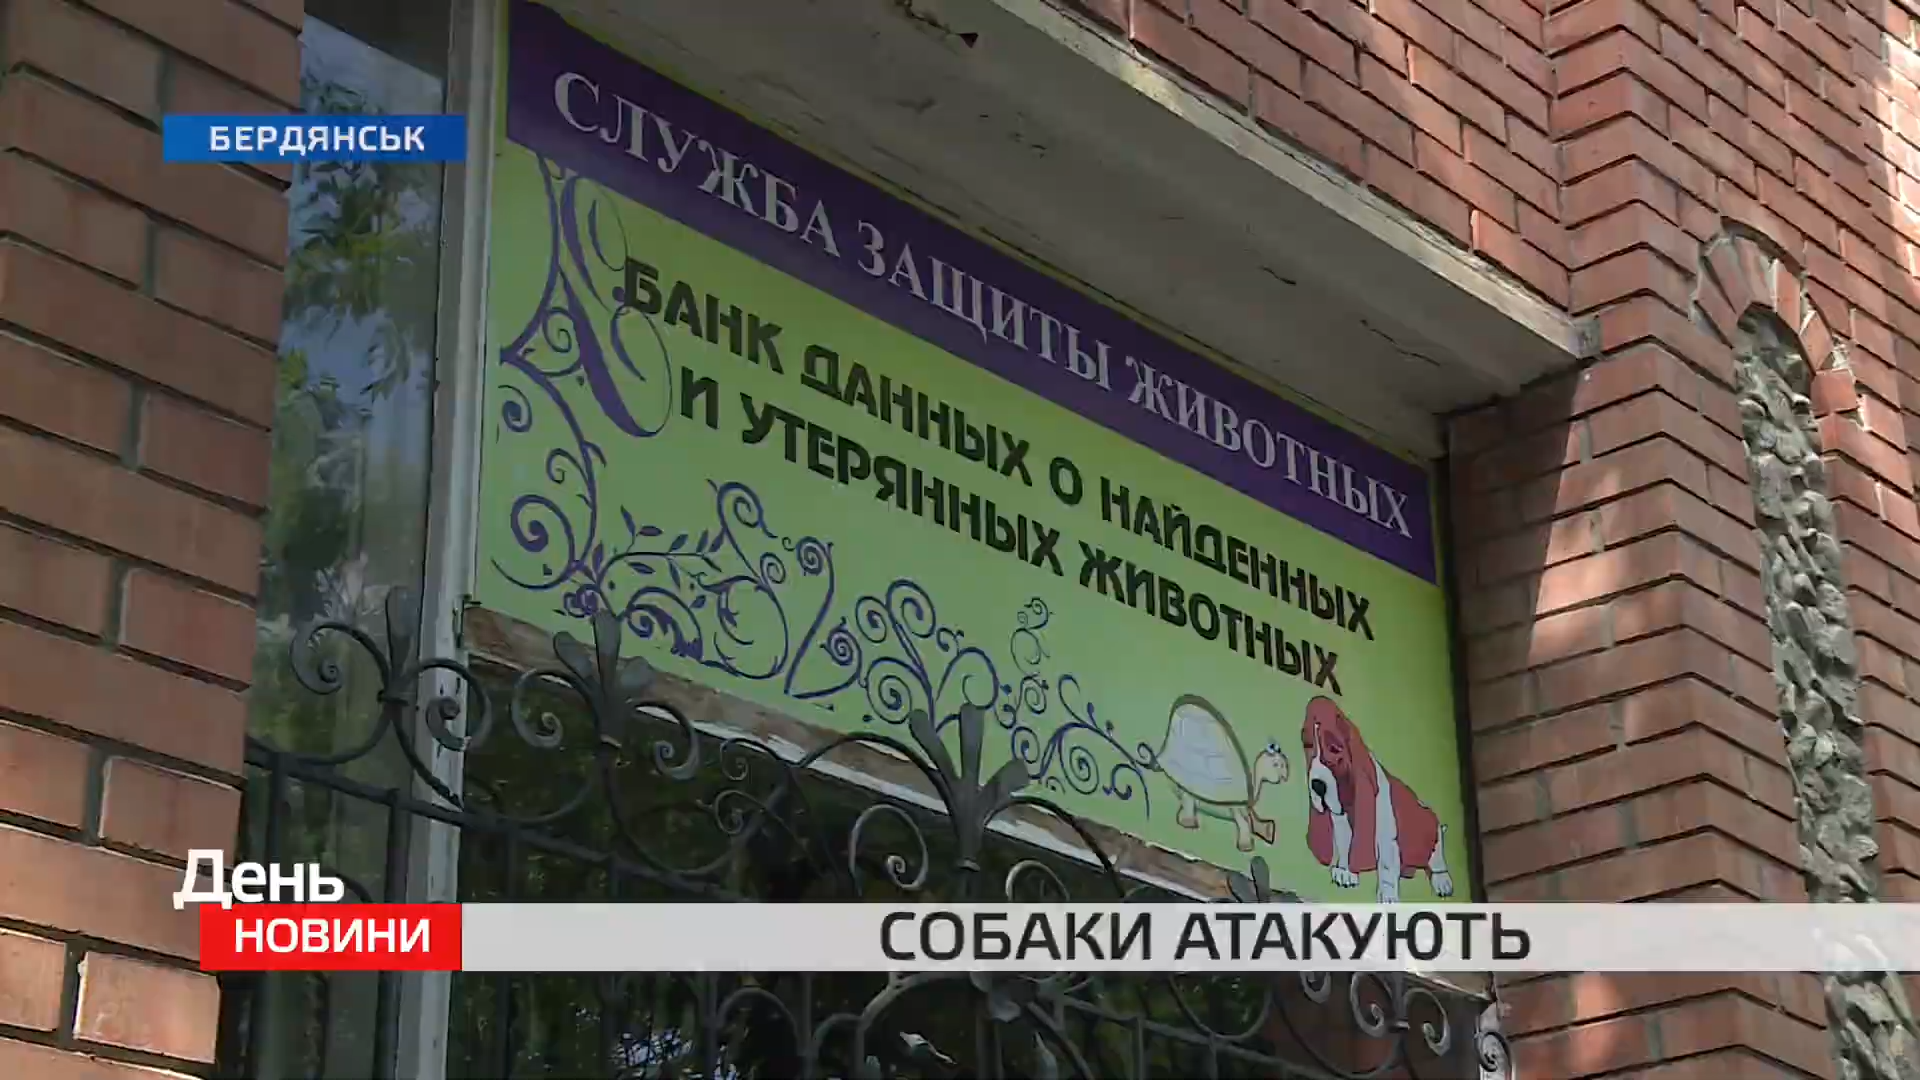 БЕРДЯНСЬК
СЛУЖБА ЗАЩИТЫ ЖИВОТНЫХ
БАНК ДАННЫХ О НАЙДЕННЫХ
И УТЕРЯННЫХ ЖИВОТНЫХ
День
НОВИНИ
СОБАКИ АТАКУЮТЬ